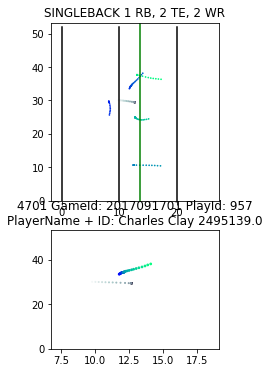 SINGLEBACK 1 RB, 2 TE, 2 WR
50
40
30
20
10
0
0 10 20
4701 GameId: 2017091701 PlayId: 957
PlayerName + ID: Charles Clay 2495139.0
40
20
0
7.5 10.0 12.5 15.0 17.5